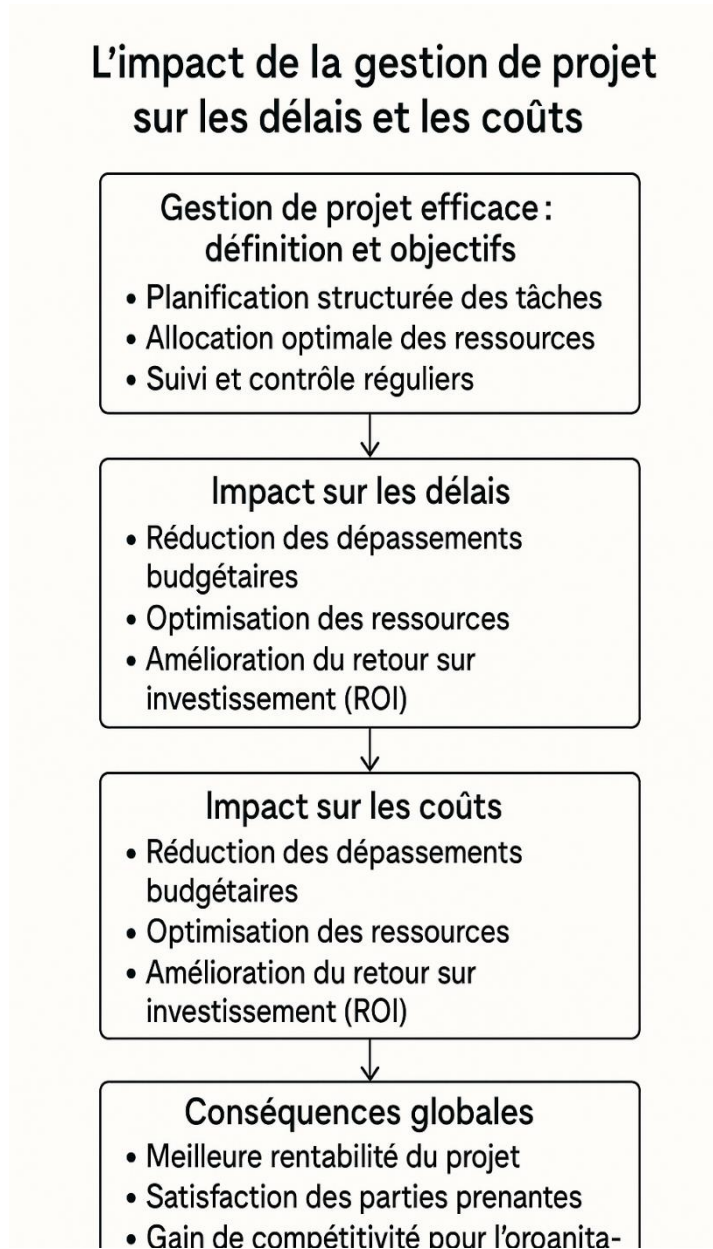 L'impact de la gestion de projet
sur les délais et les coûts
Gestion de projet efficace :
définition et objectifs
• Planification structurée des tâches
• Allocation optimale des ressources
• Suivi et contrôle réguliers
Impact sur les délais
• Réduction des dépassements
budgétaires
• Optimisation des ressources
• Amélioration du retour sur
investissement (ROI)
Impact sur les coûts
• Réduction des dépassements
budgétaires
• Optimisation des ressources
• Amélioration du retour sur
investissement (ROI)
Conséquences globales
• Meilleure rentabilité du projet
• Satisfaction des parties prenantes
• Gain de compétitivité pour l'organita-